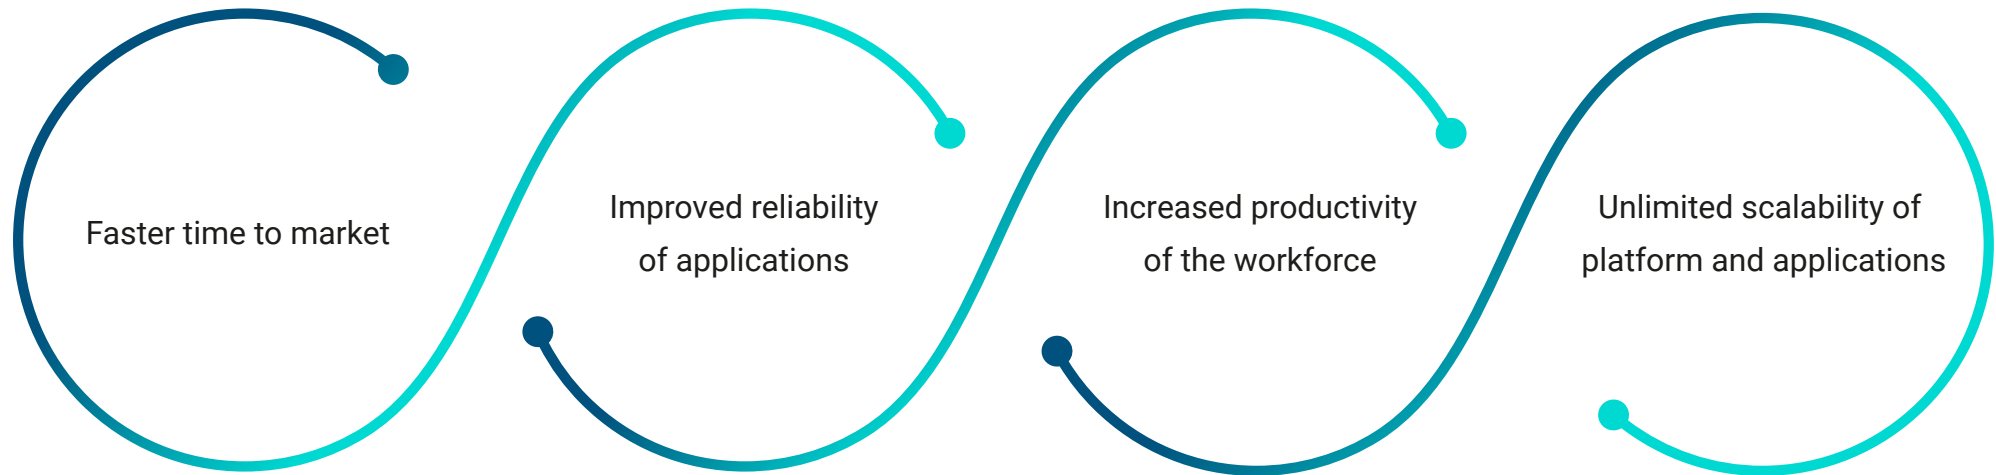 Faster time to market
Improved reliability
of applications
Increased productivity
of the workforce
Unlimited scalability of
platform and applications